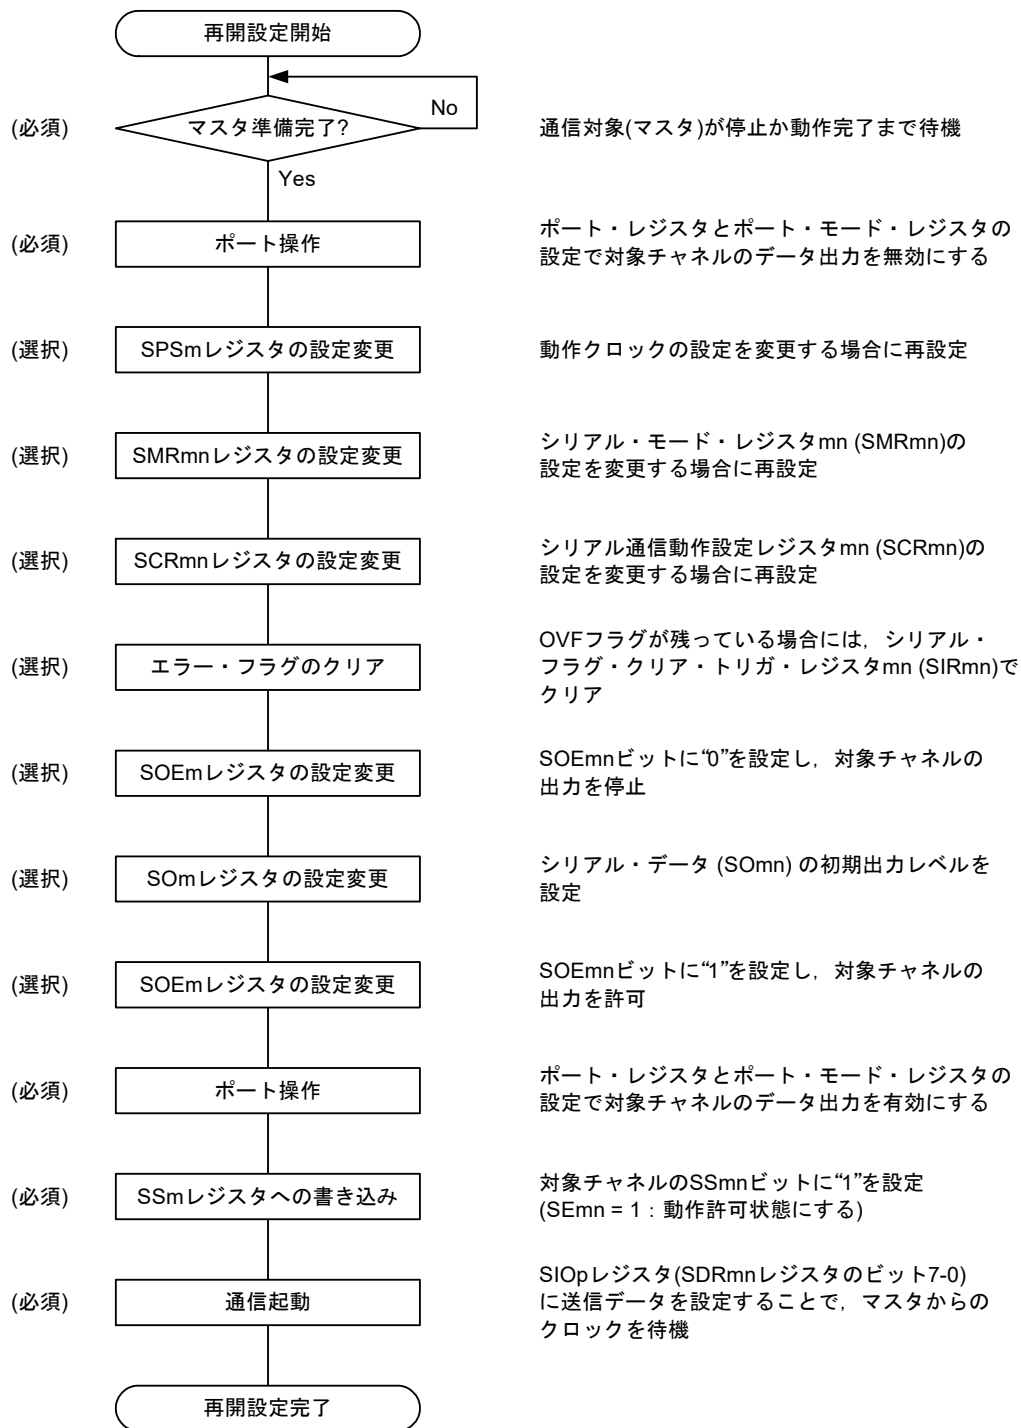 再開設定開始
No
(必須)
マスタ準備完了?
通信対象(マスタ)が停止か動作完了まで待機
Yes
(必須)
ポート操作
ポート・レジスタとポート・モード・レジスタの
設定で対象チャネルのデータ出力を無効にする
(選択)
SPSmレジスタの設定変更
動作クロックの設定を変更する場合に再設定
(選択)
SMRmnレジスタの設定変更
シリアル・モード・レジスタmn (SMRmn)の
設定を変更する場合に再設定
(選択)
SCRmnレジスタの設定変更
シリアル通信動作設定レジスタmn (SCRmn)の
設定を変更する場合に再設定
(選択)
エラー・フラグのクリア
OVFフラグが残っている場合には，シリアル・
フラグ・クリア・トリガ・レジスタmn (SIRmn)で
クリア
(選択)
SOEmレジスタの設定変更
SOEmnビットに“0”を設定し，対象チャネルの
出力を停止
(選択)
SOmレジスタの設定変更
シリアル・データ (SOmn) の初期出力レベルを
設定
(選択)
SOEmレジスタの設定変更
SOEmnビットに“1”を設定し，対象チャネルの
出力を許可
(必須)
ポート操作
ポート・レジスタとポート・モード・レジスタの
設定で対象チャネルのデータ出力を有効にする
(必須)
SSmレジスタへの書き込み
対象チャネルのSSmnビットに“1”を設定
(SEmn = 1：動作許可状態にする)
(必須)
通信起動
SIOpレジスタ(SDRmnレジスタのビット7-0)
に送信データを設定することで，マスタからの
クロックを待機
再開設定完了